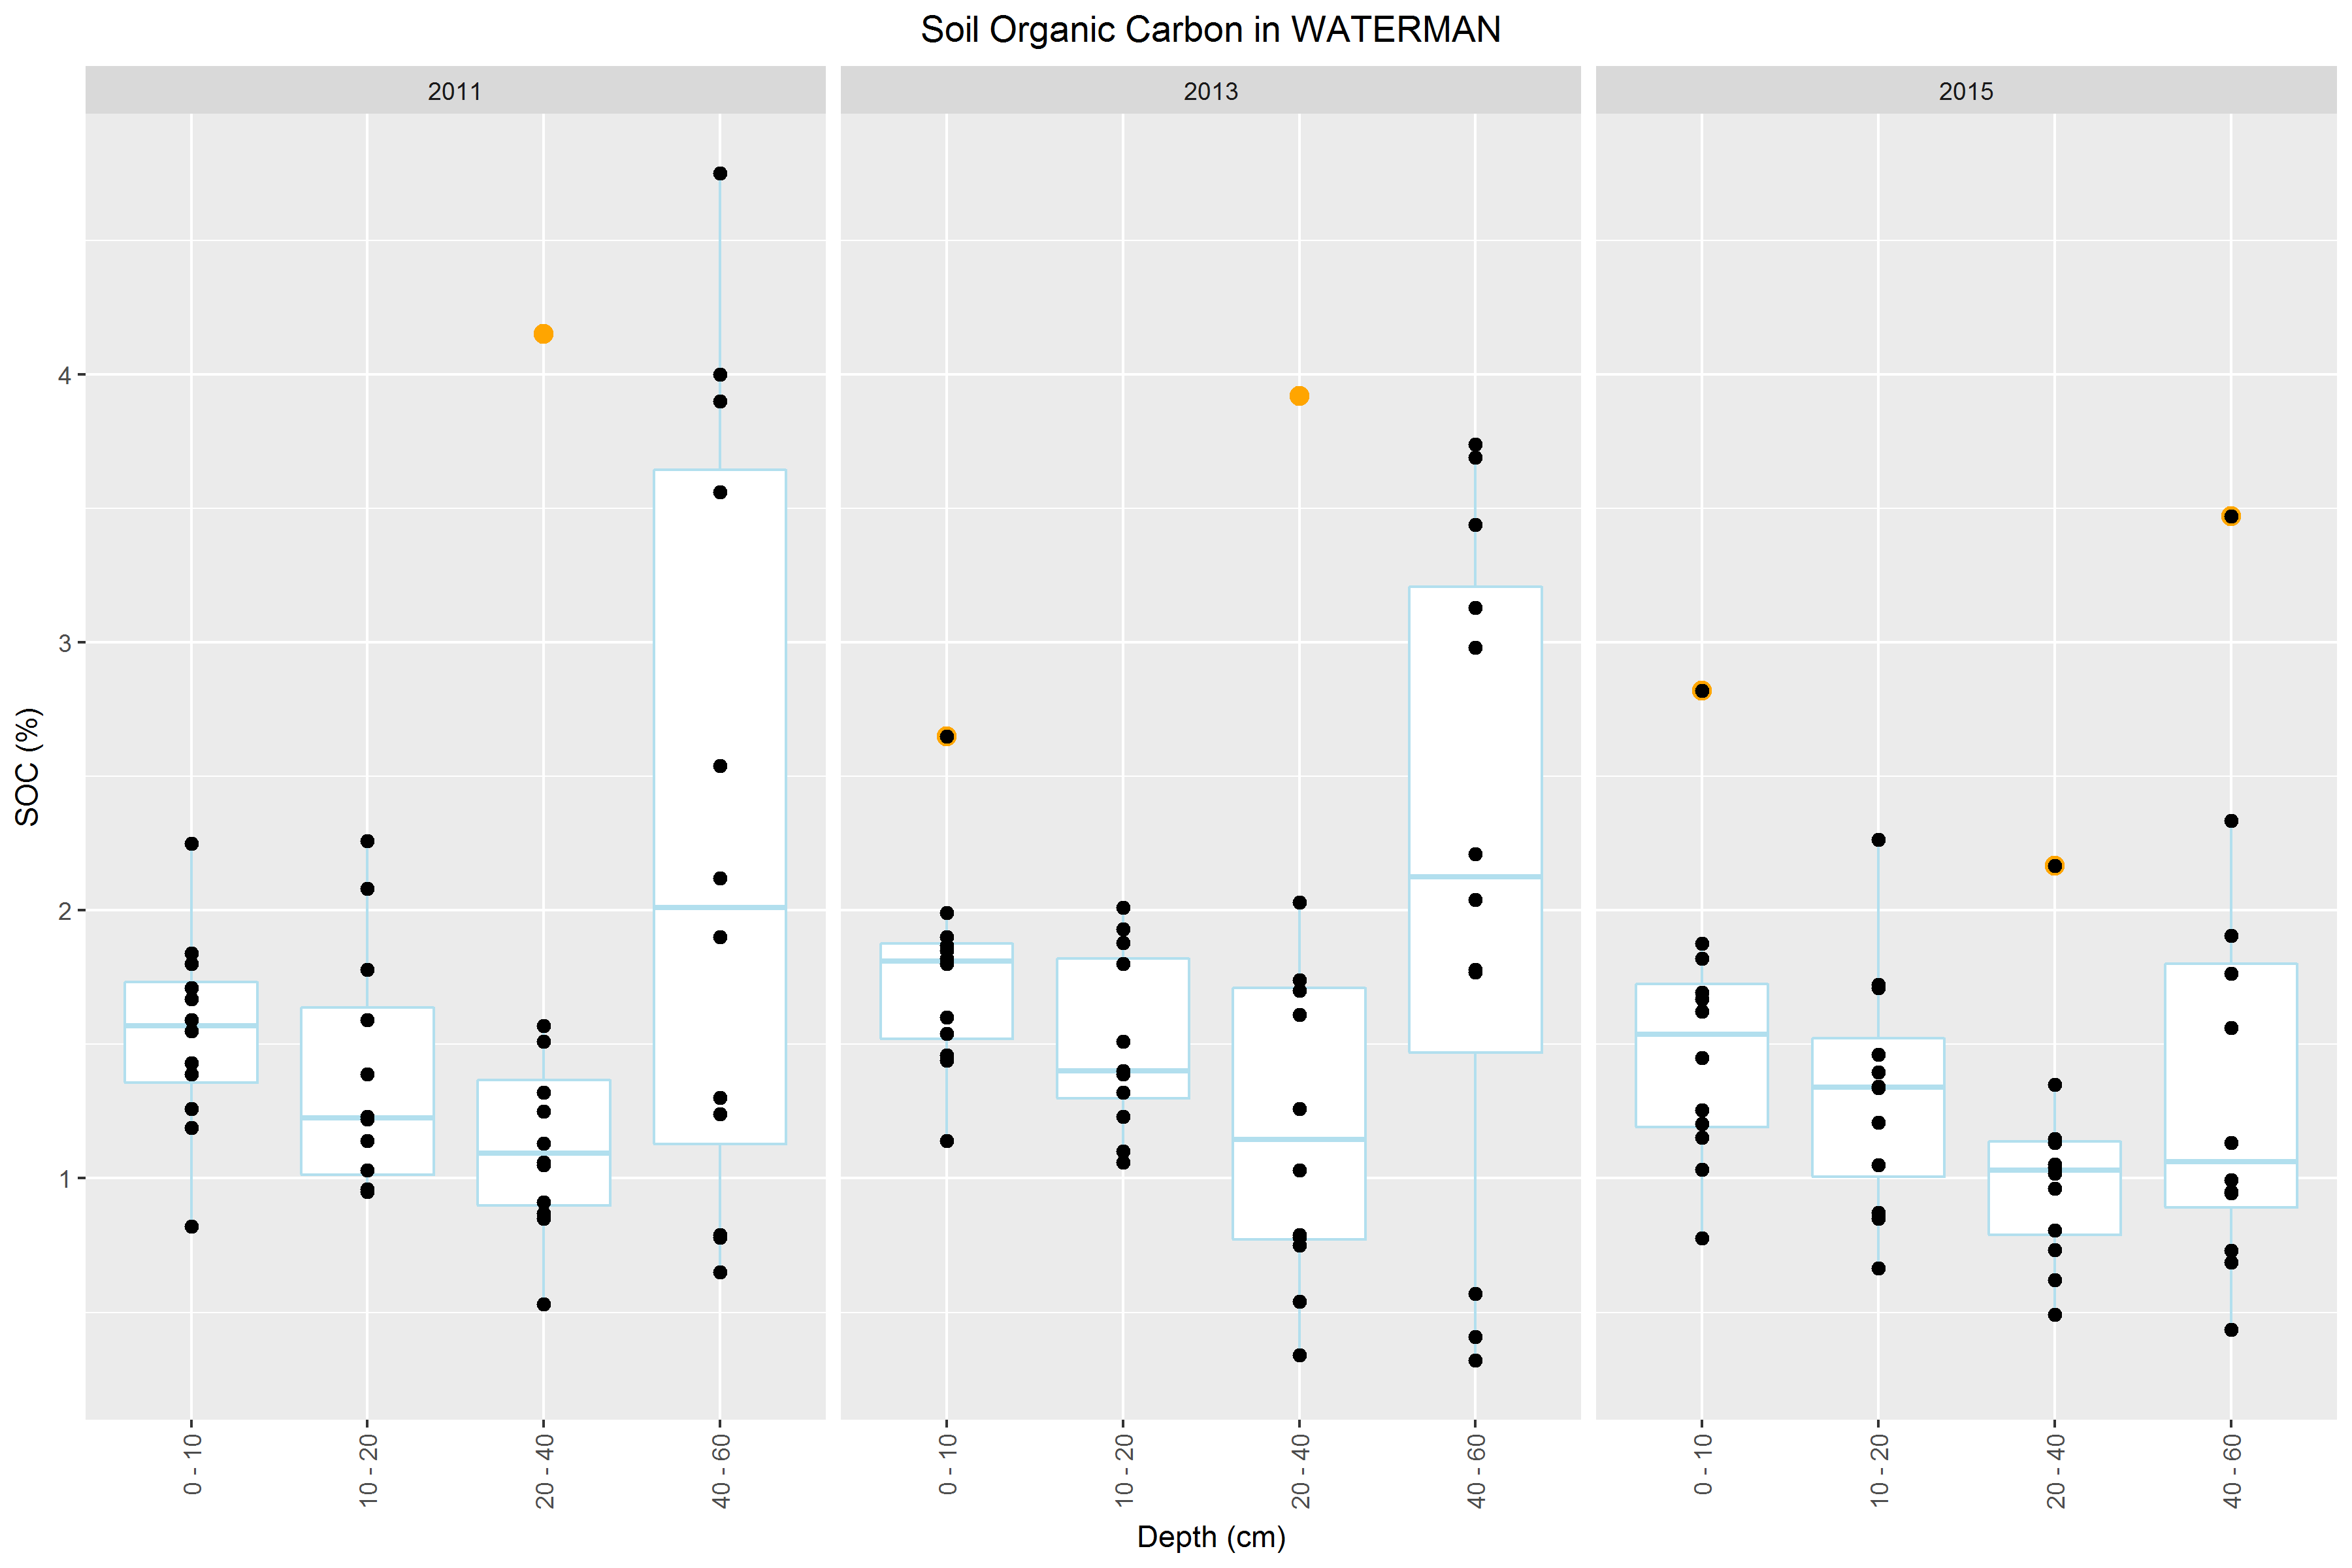 Soil Organic Carbon in WATERMAN
2011 2013 2015
4
3
2
1
SOC (%)
0 - 10 10 - 20 20 - 40 40 - 60 0 - 10 10 - 20 20 - 40 40 - 60 0 - 10 10 - 20 20 - 40 40 - 60
Depth (cm)